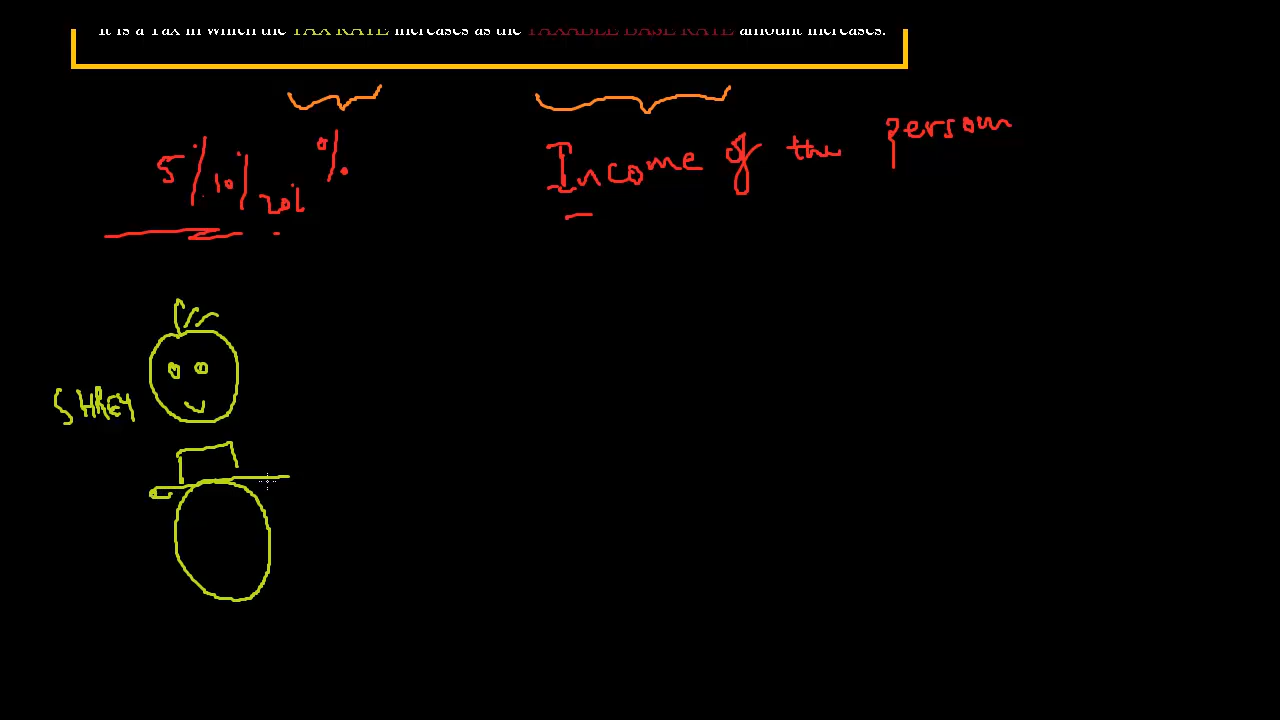 It is a Tax in which the TAX RATE increases as the TAXABLE BASE RATE amount increases.
5% 10% 20% %
Income of the person
SHREY